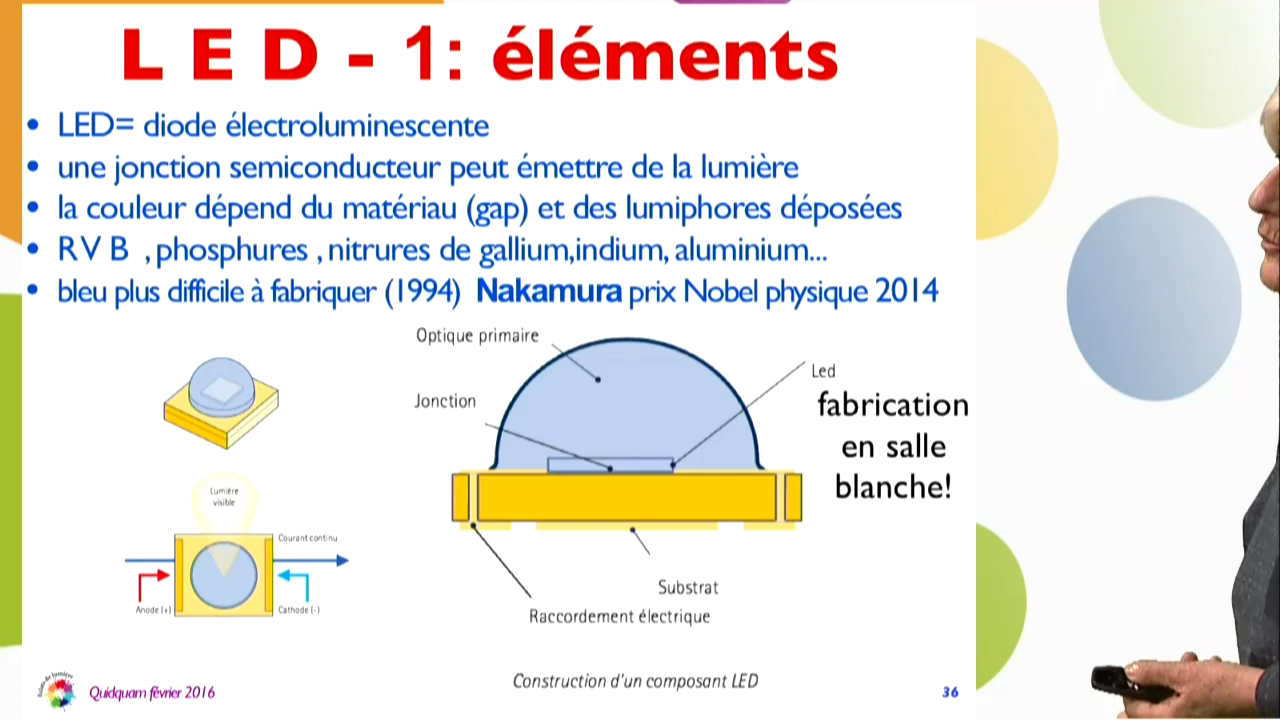 L E D - 1: éléments
• LED= diode électroluminescente
• une jonction semiconducteur peut émettre de la lumière
• la couleur dépend du matériau (gap) et des lumiphores déposées
• R V B , phosphures , nitrures de gallium,indium, aluminium...
• bleu plus difficile à fabriquer (1994) Nakamura prix Nobel physique 2014
Optique primaire
Led
Jonction
fabrication
en salle
blanche!
Lumière
visible
Courant continu
Anode (+)
Cathode (-)
Substrat
Raccordement électrique
Construction d'un composant LED
Quidquam février 2016
36